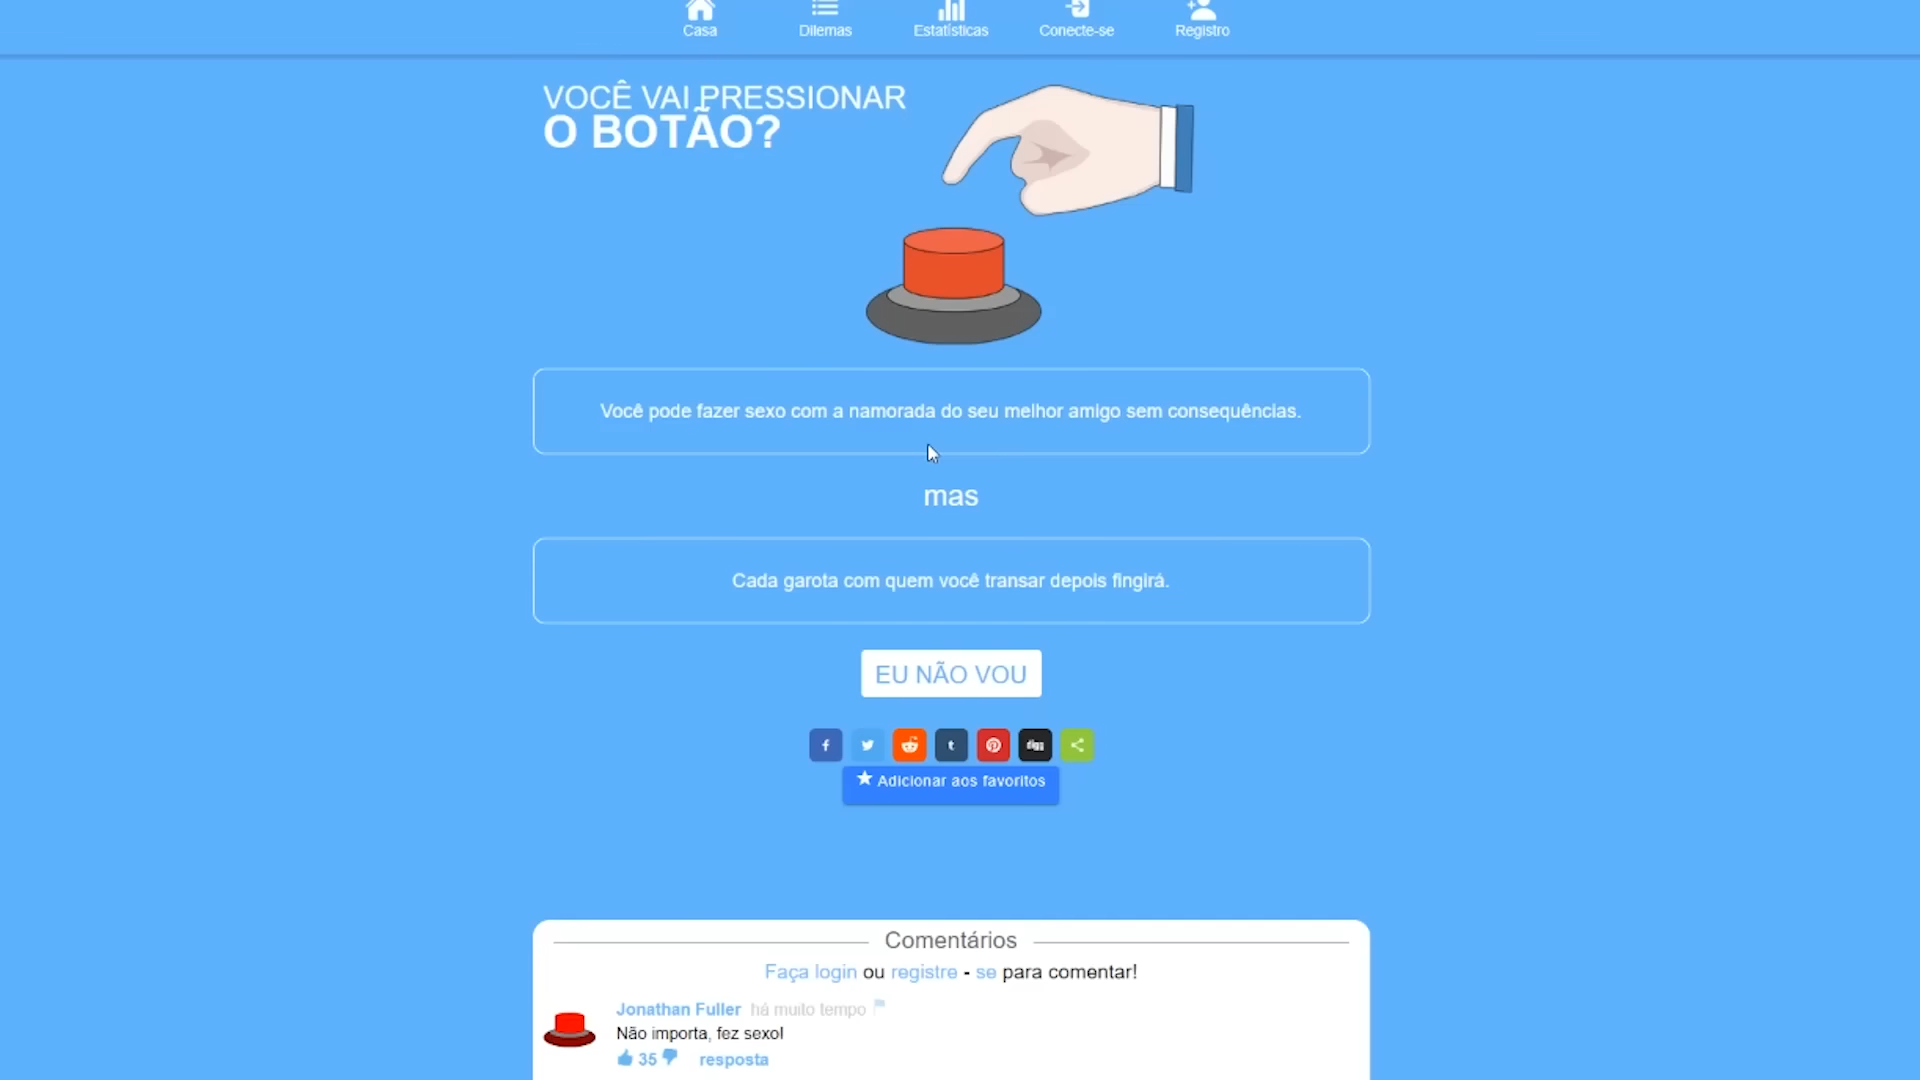 Casa
Dilemas
Estatísticas
Conecte-se
Registro
VOCÊ VAI PRESSIONAR
O BOTÃO?
Você pode fazer sexo com a namorada do seu melhor amigo sem consequências.
mas
Cada garota com quem você transar depois fingirá.
EU NÃO VOU
f
t
digg
Adicionar aos favoritos
Comentários
Faça login ou registre - se para comentar!
Jonathan Fuller há muito tempo
Não importa, fez sexo!
35 resposta